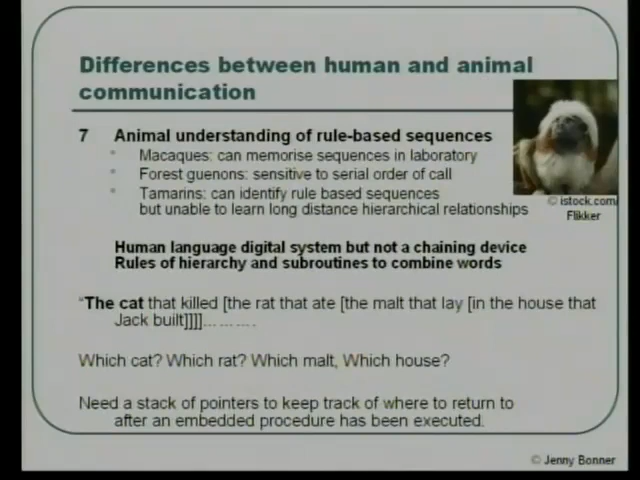 Differences between human and animal
communication
7 Animal understanding of rule-based sequences
Macaques: can memorise sequences in laboratory
Forest guenons: sensitive to serial order of call
Tamarins: can identify rule based sequences
but unable to learn long distance hierarchical relationships
© istock.com/
Flikker
Human language digital system but not a chaining device
Rules of hierarchy and subroutines to combine words
"The cat that killed [the rat that ate [the malt that lay [in the house that
Jack built]]]]..........
Which cat? Which rat? Which malt, Which house?
Need a stack of pointers to keep track of where to return to
after an embedded procedure has been executed.
© Jenny Bonner